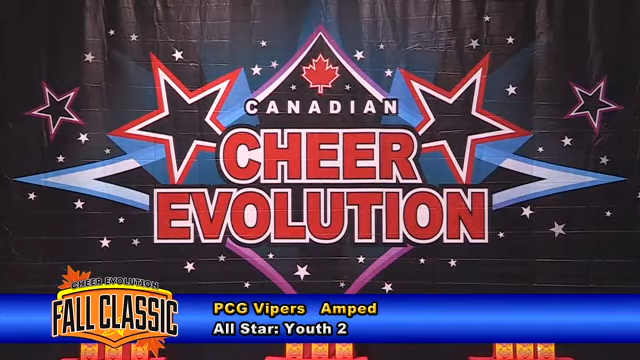 CANADIAN
CHEER
EVOLUTION
CHEER EVOLUTION
FALL CLASSIC
PCG Vipers Amped
All Star: Youth 2